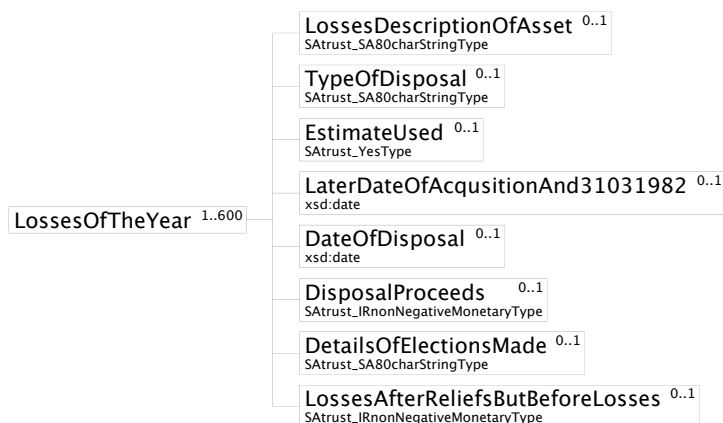 LossesDescriptionOfAsset 0..1
SAtrust_SA80charStringType
TypeOfDisposal 0..1
SAtrust_SA80charStringType
EstimateUsed 0..1
SAtrust_YesType
LaterDateOfAcqusitionAnd31031982 0..1
xsd:date
LossesOfTheYear 1..600
DateOfDisposal 0..1
xsd:date
DisposalProceeds 0..1
SAtrust_IRnonNegativeMonetaryType
DetailsOfElectionsMade 0..1
SAtrust_SA80charStringType
LossesAfterReliefsButBeforeLosses 0..1
SAtrust_IRnonNegativeMonetaryType